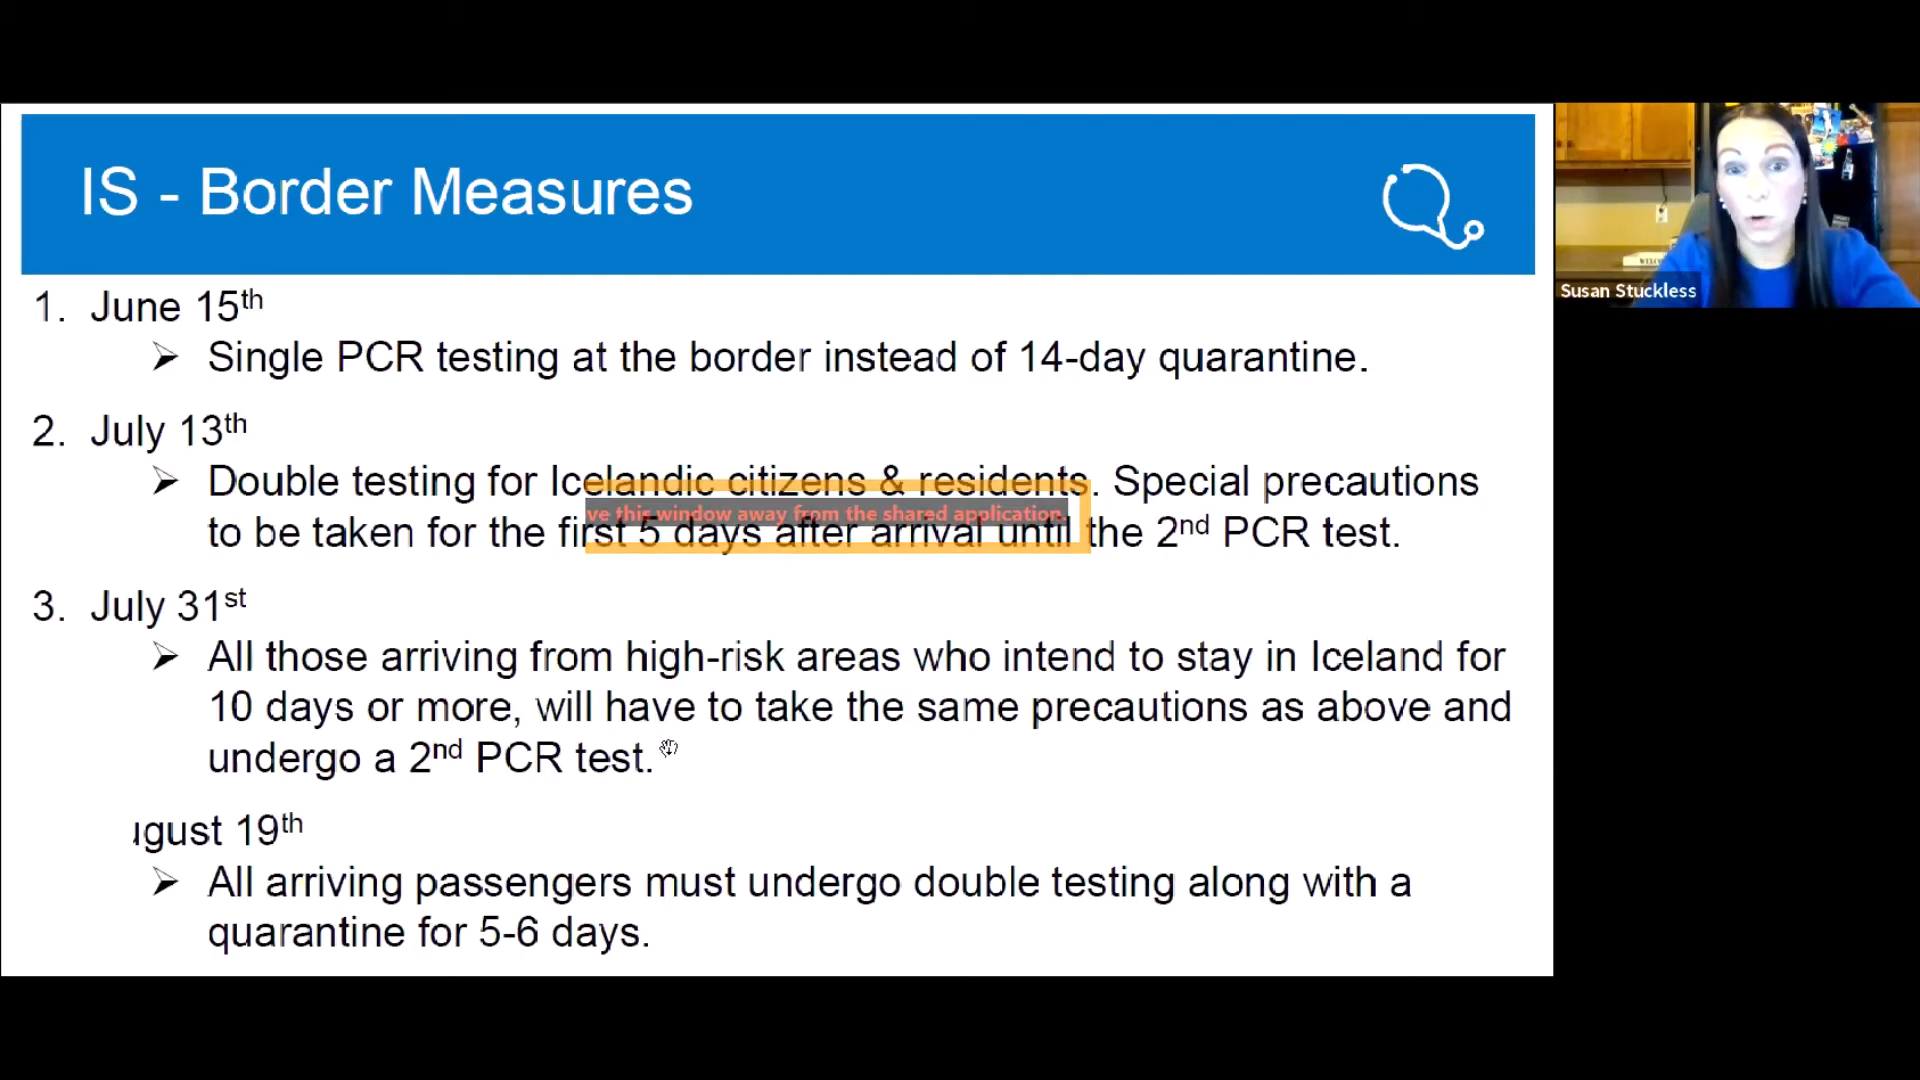 IS - Border Measures
Susan Stuckless
1. June 15th
➢ Single PCR testing at the border instead of 14-day quarantine.
2. July 13th
➢ Double testing for Icelandic citizens & residents. Special precautions
ve this window away from the shared application.
to be taken for the first 5 days after arrival until the 2nd PCR test.
3. July 31st
➢ All those arriving from high-risk areas who intend to stay in Iceland for
10 days or more, will have to take the same precautions as above and
undergo a 2nd PCR test.
ugust 19th
➢ All arriving passengers must undergo double testing along with a
quarantine for 5-6 days.